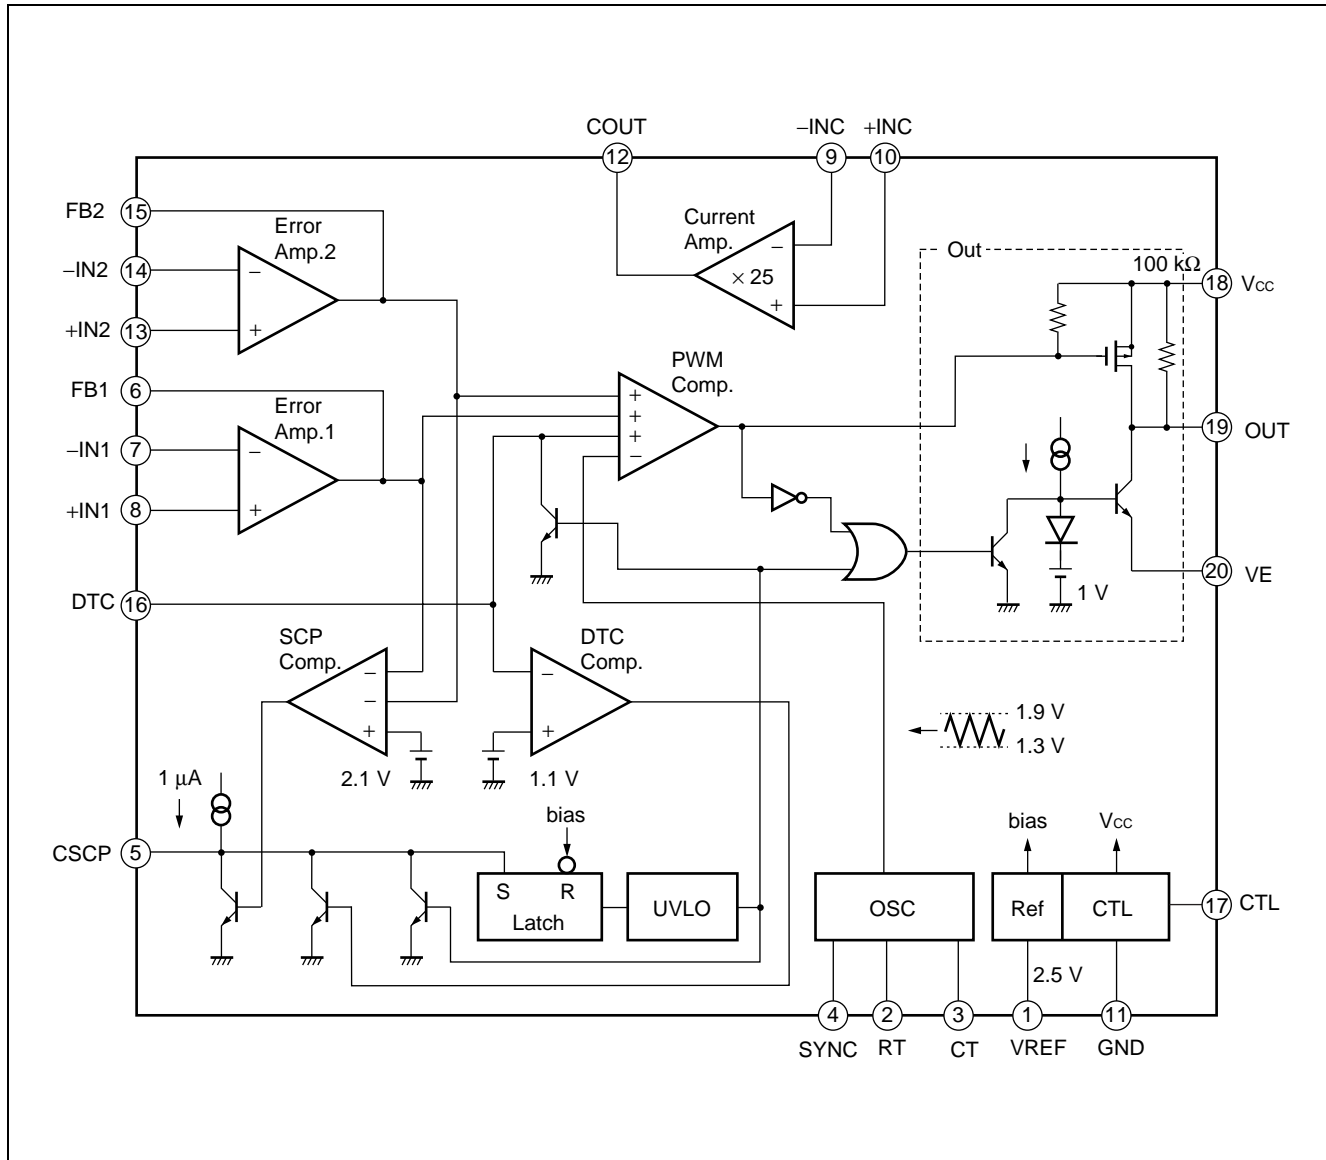 COUT
−INC
+INC
12
9
10
FB2
15
Error
Amp.2
−IN2
14
−
+IN2
13
+
Current
Amp.
−
× 25
+
Out
100 kΩ
18
VCC
FB1
6
Error
Amp.1
−IN1
7
−
+IN1
8
+
PWM
Comp.
+
+
+
−
19
OUT
1 V
20
VE
DTC
16
SCP
Comp.
−
−
+
2.1 V
DTC
Comp.
−
+
1.1 V
1.9 V
1.3 V
1 µA
CSCP
5
bias
S
R
Latch
UVLO
OSC
bias
VCC
Ref
CTL
17
CTL
2.5 V
4
2
3
1
11
SYNC
RT
CT
VREF
GND